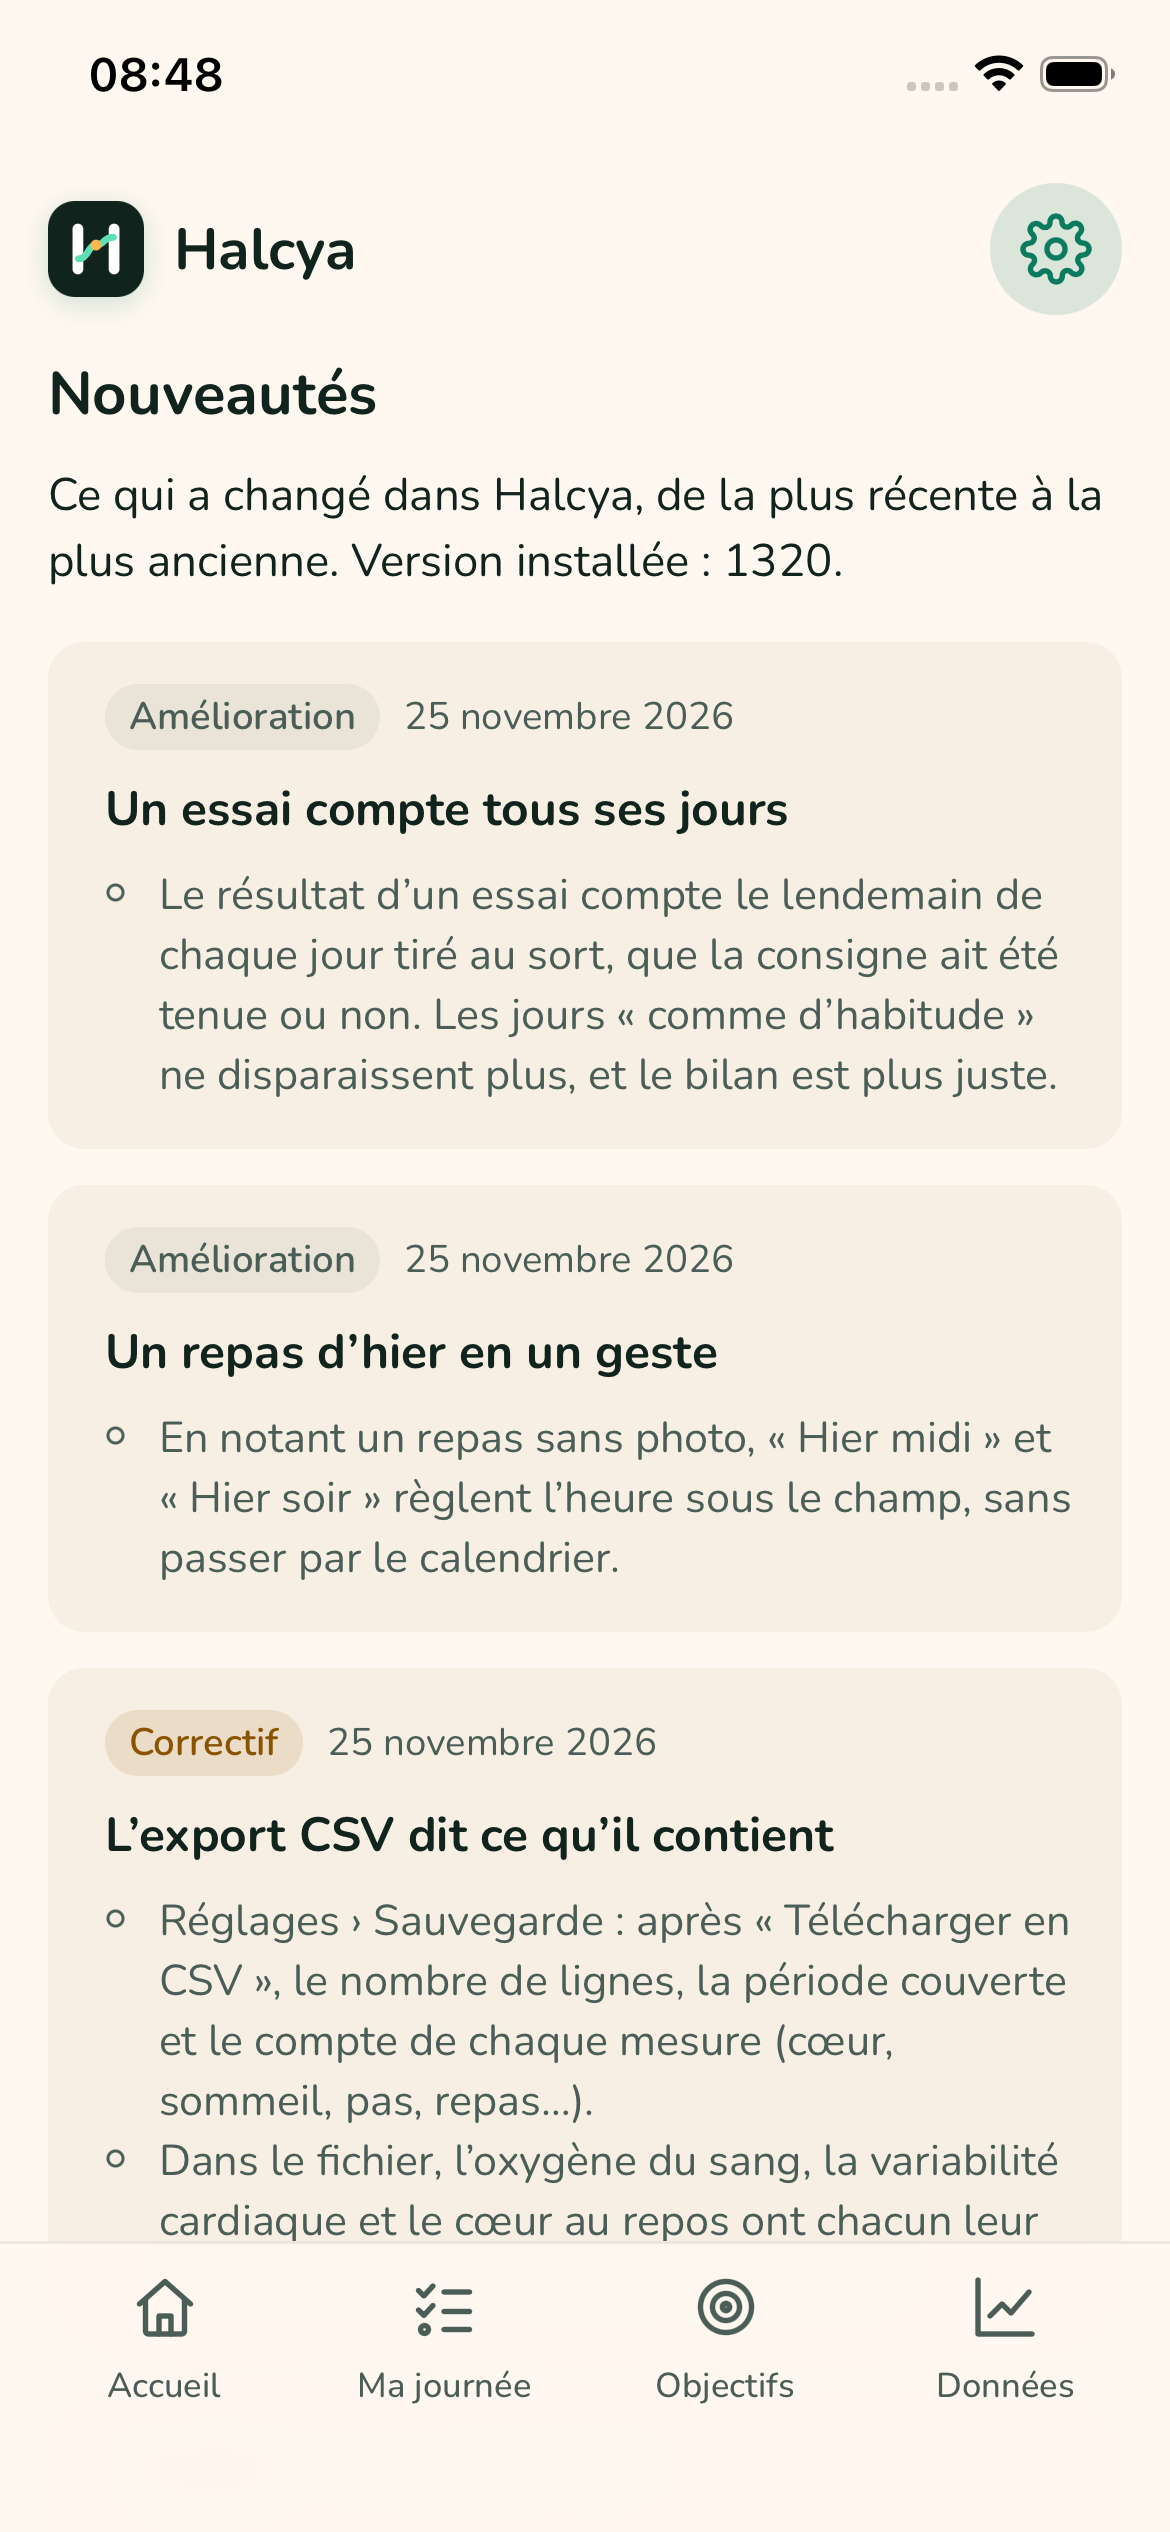 08:48
Halcya
Nouveautés
Ce qui a changé dans Halcya, de la plus récente à la
plus ancienne. Version installée : 1320.
Amélioration 25 novembre 2026
Un essai compte tous ses jours
Le résultat d’un essai compte le lendemain de
chaque jour tiré au sort, que la consigne ait été
tenue ou non. Les jours « comme d’habitude »
ne disparaissent plus, et le bilan est plus juste.
Amélioration 25 novembre 2026
Un repas d’hier en un geste
En notant un repas sans photo, « Hier midi » et
« Hier soir » règlent l’heure sous le champ, sans
passer par le calendrier.
Correctif 25 novembre 2026
L’export CSV dit ce qu’il contient
Réglages › Sauvegarde : après « Télécharger en
CSV », le nombre de lignes, la période couverte
et le compte de chaque mesure (cœur,
sommeil, pas, repas…).
Dans le fichier, l’oxygène du sang, la variabilité
cardiaque et le cœur au repos ont chacun leur
Accueil Ma journée Objectifs Données